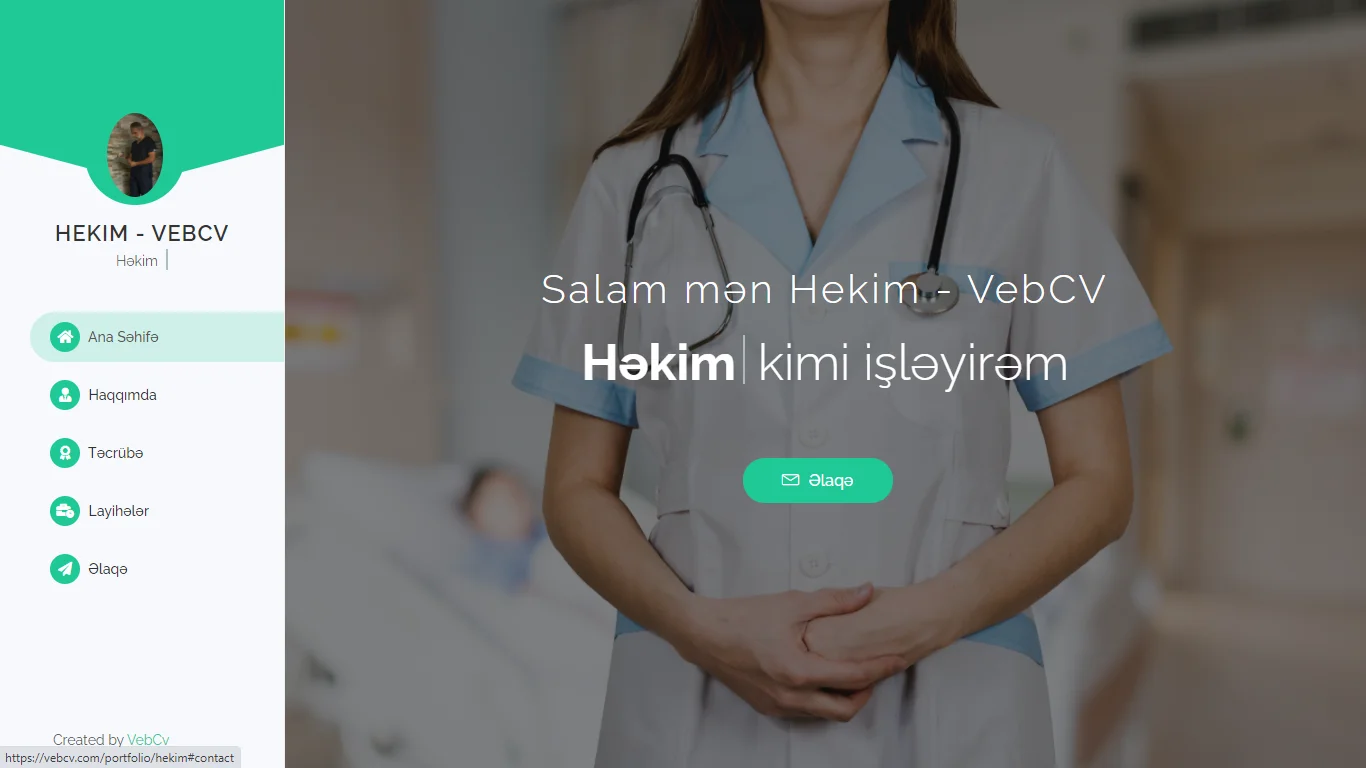 HEKIM - VEBCV
Həkim
Ana Səhifə
Haqqımda
Təcrübə
Layihələr
Əlaqə
Created by VebCv
https://vebcv.com/portfolio/hekim#contact
Salam mən Hekim - VebCV
Həkim kimi işləyirəm
Əlaqə